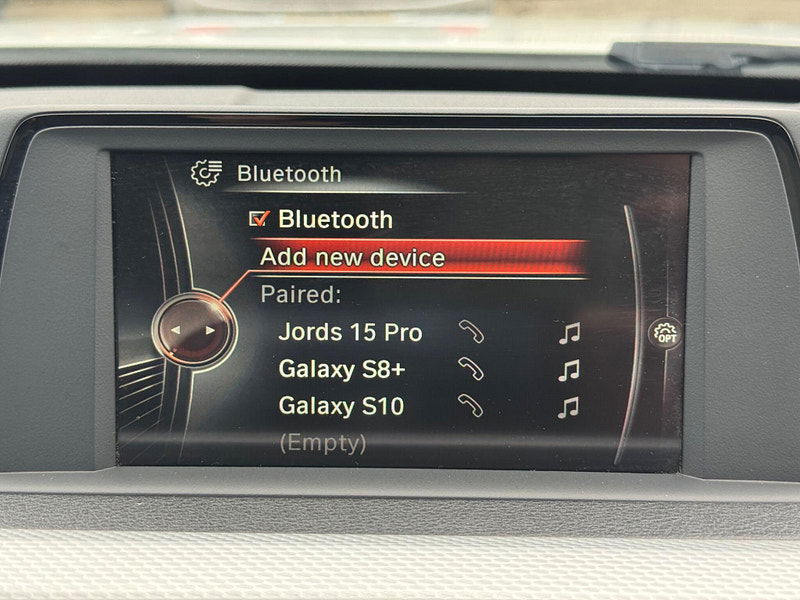 Bluetooth
Bluetooth
Add new device
Paired:
Jords 15 Pro
Galaxy S8+
OPT
Galaxy S10
(Empty)